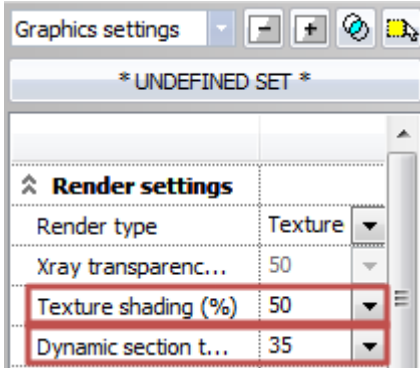 Graphics settings
* UNDEFINED SET *
Render settings
Render type Texture
Xray transparenc... 50
Texture shading (%) 50
Dynamic section t... 35